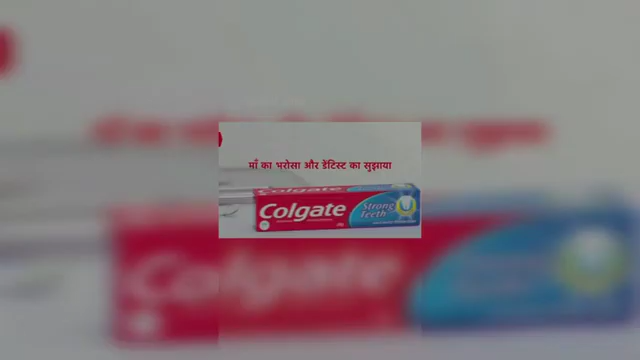 माँ का भरोसा और डेंटिस्ट का सुझाया
Colgate
Strong
Teeth